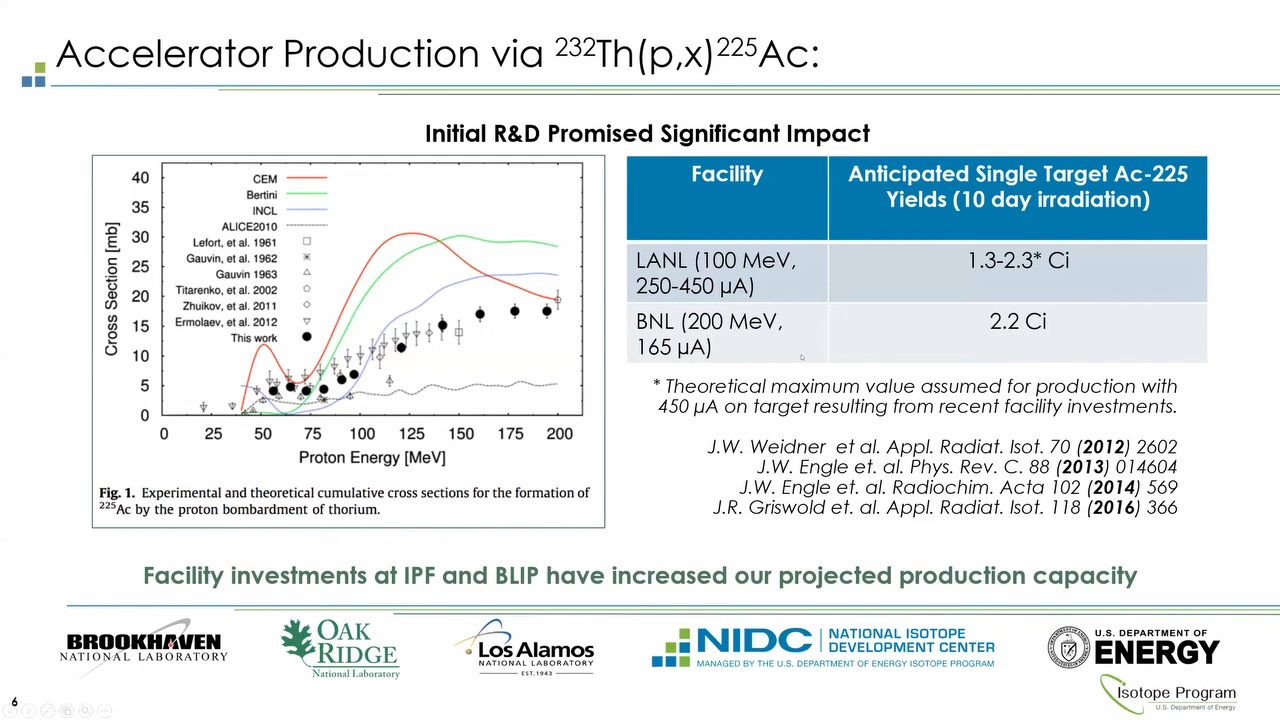 Accelerator Production via ²³²Th(p,x)²²⁵Ac:
Initial R&D Promised Significant Impact
Cross Section [mb]
40
35
30
25
20
15
10
5
0
CEM
Bertini
INCL
ALICE2010
Lefort, et al. 1961
Gauvin, et al. 1962
Gauvin 1963
Titarenko, et al. 2002
Zhuikov, et al. 2011
Ermolaev, et al. 2012
This work
0 25 50 75 100 125 150 175 200
Proton Energy [MeV]
Fig. 1. Experimental and theoretical cumulative cross sections for the formation of
²²⁵Ac by the proton bombardment of thorium.
Facility
Anticipated Single Target Ac-225
Yields (10 day irradiation)
LANL (100 MeV,
250-450 µA)
1.3-2.3* Ci
BNL (200 MeV,
165 µA)
2.2 Ci
* Theoretical maximum value assumed for production with
450 µA on target resulting from recent facility investments.
J.W. Weidner et al. Appl. Radiat. Isot. 70 (2012) 2602
J.W. Engle et. al. Phys. Rev. C. 88 (2013) 014604
J.W. Engle et. al. Radiochim. Acta 102 (2014) 569
J.R. Griswold et. al. Appl. Radiat. Isot. 118 (2016) 366
Facility investments at IPF and BLIP have increased our projected production capacity
BROOKHAVEN
NATIONAL LABORATORY
OAK
RIDGE
National Laboratory
Los Alamos
NATIONAL LABORATORY
EST. 1943
NIDC
NATIONAL ISOTOPE
DEVELOPMENT CENTER
MANAGED BY THE U.S. DEPARTMENT OF ENERGY ISOTOPE PROGRAM
U.S. DEPARTMENT OF
ENERGY
Isotope Program
U.S. Department of Energy
6